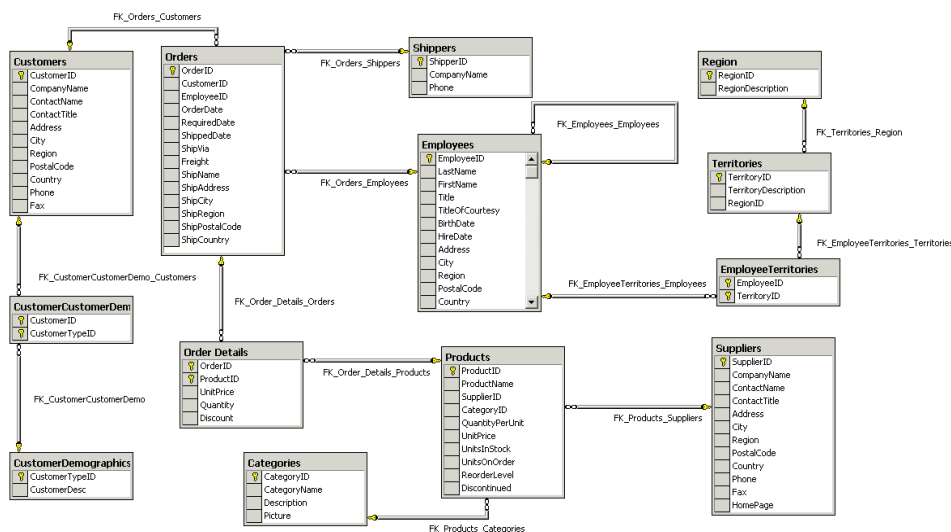 FK_Orders_Customers
Customers
CustomerID
CompanyName
ContactName
ContactTitle
Address
City
Region
PostalCode
Country
Phone
Fax
Orders
OrderID
CustomerID
EmployeeID
OrderDate
RequiredDate
ShippedDate
ShipVia
Freight
ShipName
ShipAddress
ShipCity
ShipRegion
ShipPostalCode
ShipCountry
FK_Orders_Shippers
Shippers
ShipperID
CompanyName
Phone
FK_Orders_Employees
Employees
EmployeeID
LastName
FirstName
Title
TitleOfCourtesy
BirthDate
HireDate
Address
City
Region
PostalCode
Country
FK_Employees_Employees
Region
RegionID
RegionDescription
FK_Territories_Region
Territories
TerritoryID
TerritoryDescription
RegionID
FK_EmployeeTerritories_Territories
EmployeeTerritories
EmployeeID
TerritoryID
FK_EmployeeTerritories_Employees
FK_CustomerCustomerDemo_Customers
CustomerCustomerDem
CustomerID
CustomerTypeID
FK_CustomerCustomerDemo
CustomerDemographics
CustomerTypeID
CustomerDesc
FK_Order_Details_Orders
Order Details
OrderID
ProductID
UnitPrice
Quantity
Discount
FK_Order_Details_Products
Products
ProductID
ProductName
SupplierID
CategoryID
QuantityPerUnit
UnitPrice
UnitsInStock
UnitsOnOrder
ReorderLevel
Discontinued
FK_Products_Suppliers
Suppliers
SupplierID
CompanyName
ContactName
ContactTitle
Address
City
Region
PostalCode
Country
Phone
Fax
HomePage
Categories
CategoryID
CategoryName
Description
Picture
FK_Products_Categories